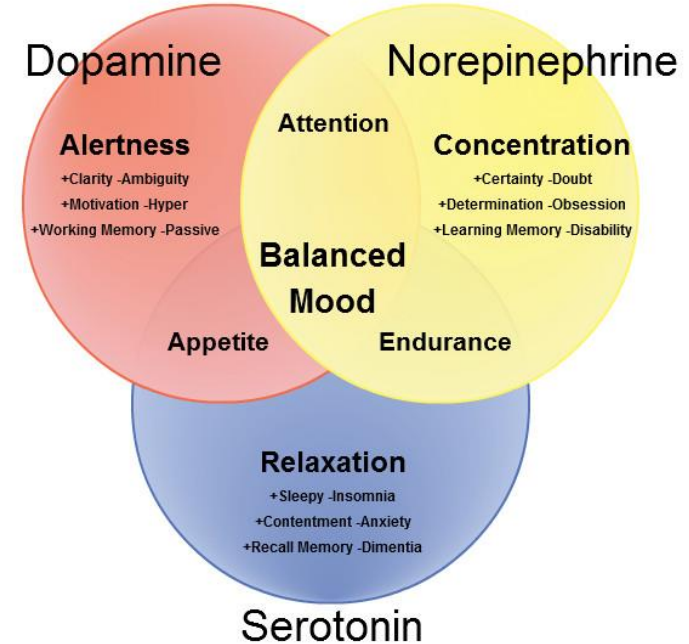 Dopamine
Norepinephrine
Attention
Alertness
+Clarity -Ambiguity
+Motivation -Hyper
+Working Memory -Passive
Concentration
+Certainty -Doubt
+Determination -Obsession
+Learning Memory -Disability
Balanced
Mood
Appetite
Endurance
Relaxation
+Sleepy -Insomnia
+Contentment -Anxiety
+Recall Memory -Dimentia
Serotonin